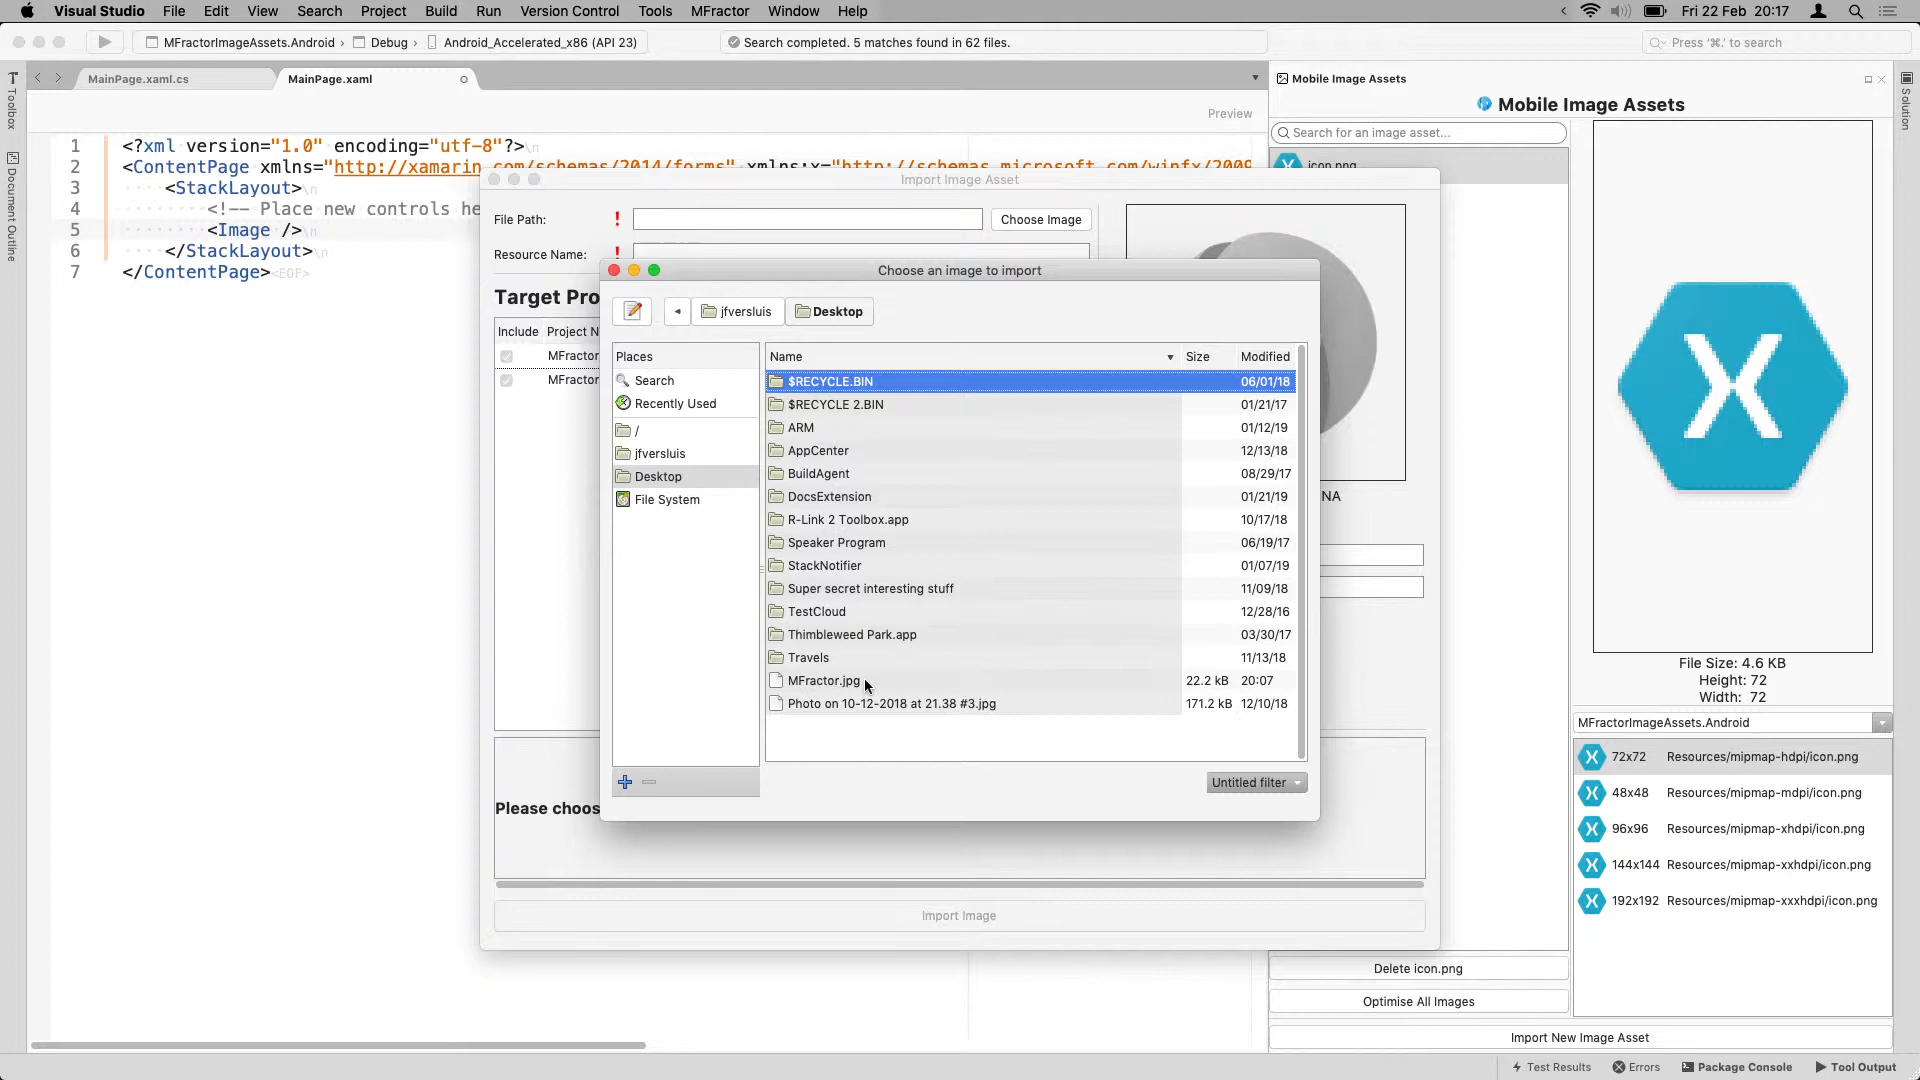 Visual Studio File Edit View Search Project Build Run Version Control Tools MFractor Window Help
Fri 22 Feb 20:17
MFractorImageAssets.Android › Debug › Android_Accelerated_x86 (API 23)
Search completed. 5 matches found in 62 files.
Press '⌘.' to search
Toolbox
Document Outline
Solution
MainPage.xaml.cs
MainPage.xaml
Preview
1 <?xml version="1.0" encoding="utf-8"?>
2 <ContentPage xmlns="http://xamarin.com/schemas/2014/forms" xmlns:x="http://schemas.microsoft.com/winfx/2009
3 <StackLayout>
4 <!-- Place new controls he
5 <Image />
6 </StackLayout>
7 </ContentPage><EOF>
Import Image Asset
File Path: !
Choose Image
Resource Name: !
Target Pro
Include Project N
MFractor
MFractor
NA
Please choos
Import Image
Choose an image to import
jfversluis
Desktop
Places
Search
Recently Used
/
jfversluis
Desktop
File System
Name Size Modified
$RECYCLE.BIN 06/01/18
$RECYCLE 2.BIN 01/21/17
ARM 01/12/19
AppCenter 12/13/18
BuildAgent 08/29/17
DocsExtension 01/21/19
R-Link 2 Toolbox.app 10/17/18
Speaker Program 06/19/17
StackNotifier 01/07/19
Super secret interesting stuff 11/09/18
TestCloud 12/28/16
Thimbleweed Park.app 03/30/17
Travels 11/13/18
MFractor.jpg 22.2 kB 20:07
Photo on 10-12-2018 at 21.38 #3.jpg 171.2 kB 12/10/18
Untitled filter
Mobile Image Assets
Mobile Image Assets
Search for an image asset...
icon.png
File Size: 4.6 KB
Height: 72
Width: 72
MFractorImageAssets.Android
72x72 Resources/mipmap-hdpi/icon.png
48x48 Resources/mipmap-mdpi/icon.png
96x96 Resources/mipmap-xhdpi/icon.png
144x144 Resources/mipmap-xxhdpi/icon.png
192x192 Resources/mipmap-xxxhdpi/icon.png
Delete icon.png
Optimise All Images
Import New Image Asset
Test Results
Errors
Package Console
Tool Output